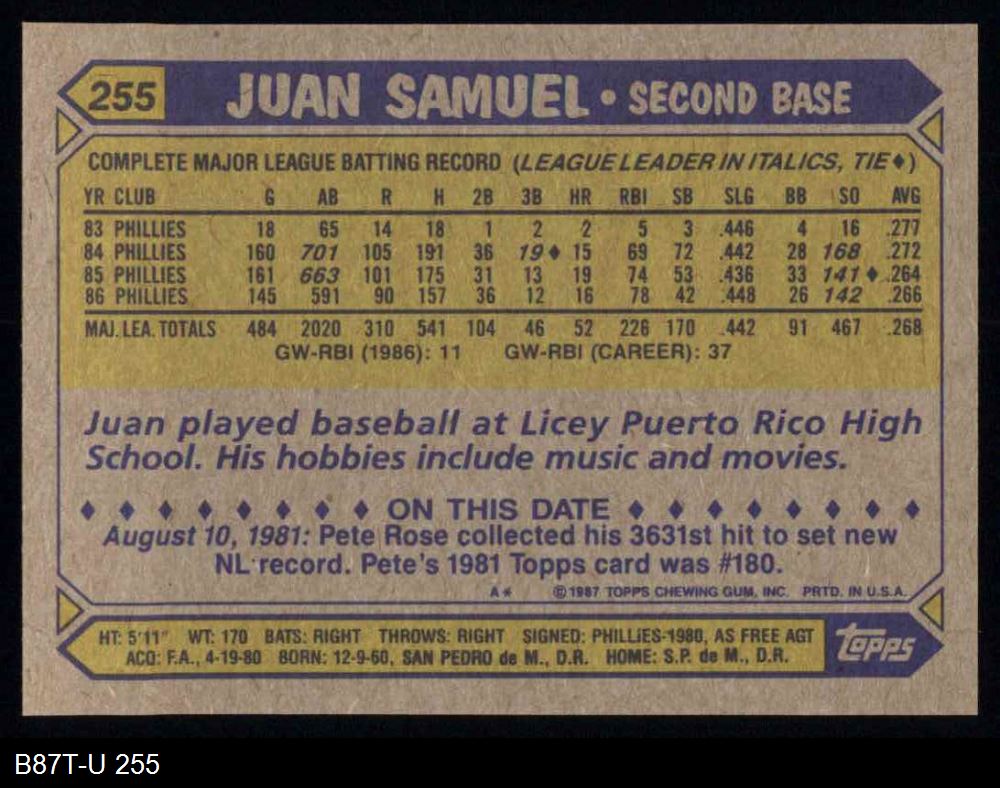 255 JUAN SAMUEL • SECOND BASE
COMPLETE MAJOR LEAGUE BATTING RECORD (LEAGUE LEADER IN ITALICS, TIE♦)
YR CLUB G AB R H 2B 3B HR RBI SB SLG BB SO AVG
83 PHILLIES 18 65 14 18 1 2 2 5 3 .446 4 16 .277
84 PHILLIES 160 701 105 191 36 19♦ 15 69 72 .442 28 168 .272
85 PHILLIES 161 663 101 175 31 13 19 74 53 .436 33 141♦ .264
86 PHILLIES 145 591 90 157 36 12 16 78 42 .448 26 142 .266
MAJ. LEA. TOTALS 484 2020 310 541 104 46 52 226 170 .442 91 467 .268
GW-RBI (1986): 11 GW-RBI (CAREER): 37
Juan played baseball at Licey Puerto Rico High
School. His hobbies include music and movies.
♦ ♦ ♦ ♦ ♦ ♦ ♦ ♦ ON THIS DATE ♦ ♦ ♦ ♦ ♦ ♦ ♦ ♦
August 10, 1981: Pete Rose collected his 3631st hit to set new
NL record. Pete's 1981 Topps card was #180.
A* ©1987 TOPPS CHEWING GUM, INC. PRTD. IN U.S.A.
HT: 5'11" WT: 170 BATS: RIGHT THROWS: RIGHT SIGNED: PHILLIES-1980, AS FREE AGT
ACQ: F.A., 4-19-80 BORN: 12-9-60, SAN PEDRO de M., D.R. HOME: S.P. de M., D.R.
topps
B87T-U 255